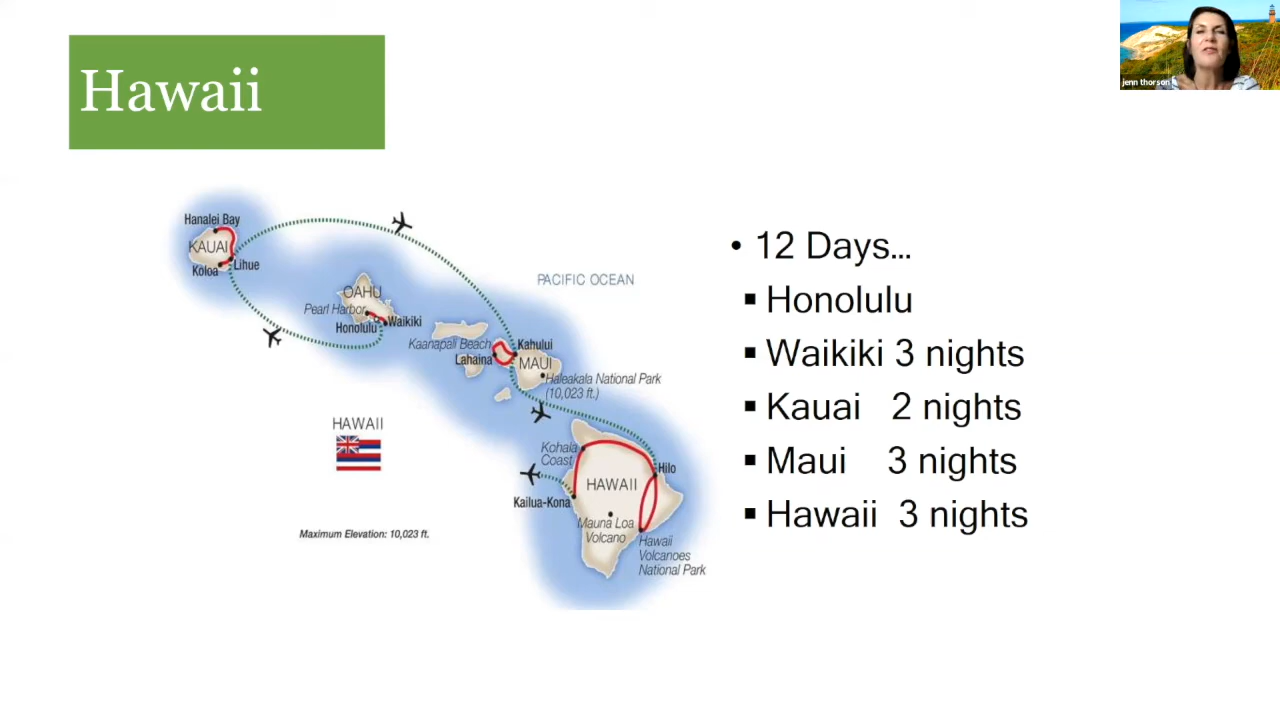 Hawaii
jenn thorson
Hanalei Bay
KAUAI
Lihue
Koloa
OAHU
Pearl Harbor
Honolulu
Waikiki
PACIFIC OCEAN
Kaanapali Beach
Kahului
Lahaina
MAUI
Haleakala National Park
(10,023 ft.)
HAWAII
Kohala
Coast
Hilo
HAWAII
Kailua-Kona
Mauna Loa
Volcano
Hawaii
Volcanoes
National Park
Maximum Elevation: 10,023 ft.
• 12 Days...
▪ Honolulu
▪ Waikiki 3 nights
▪ Kauai 2 nights
▪ Maui 3 nights
▪ Hawaii 3 nights